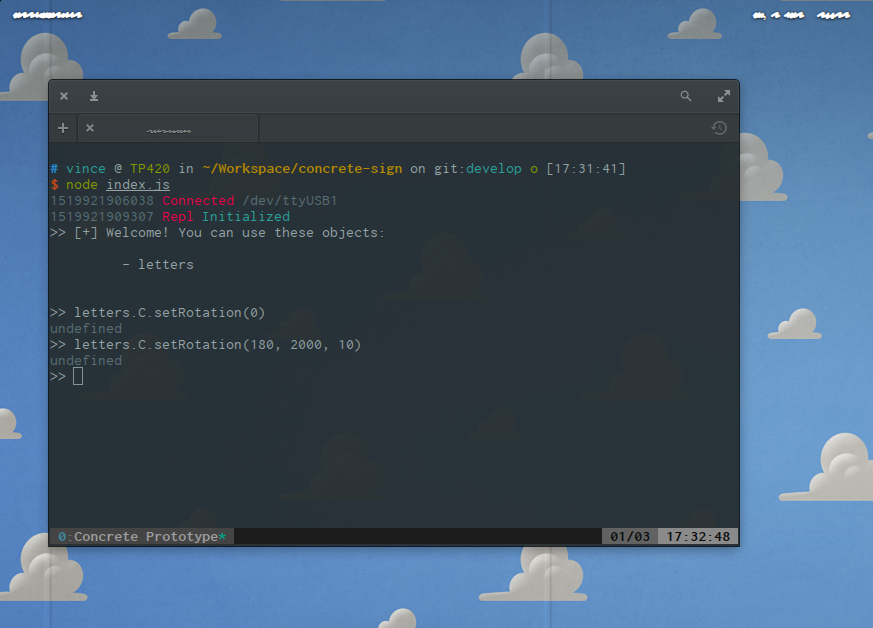 # vince @ TP420 in ~/Workspace/concrete-sign on git:develop o [17:31:41]
$ node index.js
1519921906038 Connected /dev/ttyUSB1
1519921909307 Repl Initialized
>> [+] Welcome! You can use these objects:
- letters
>> letters.C.setRotation(0)
undefined
>> letters.C.setRotation(180, 2000, 10)
undefined
>>
0:Concrete Prototype* 01/03 17:32:48